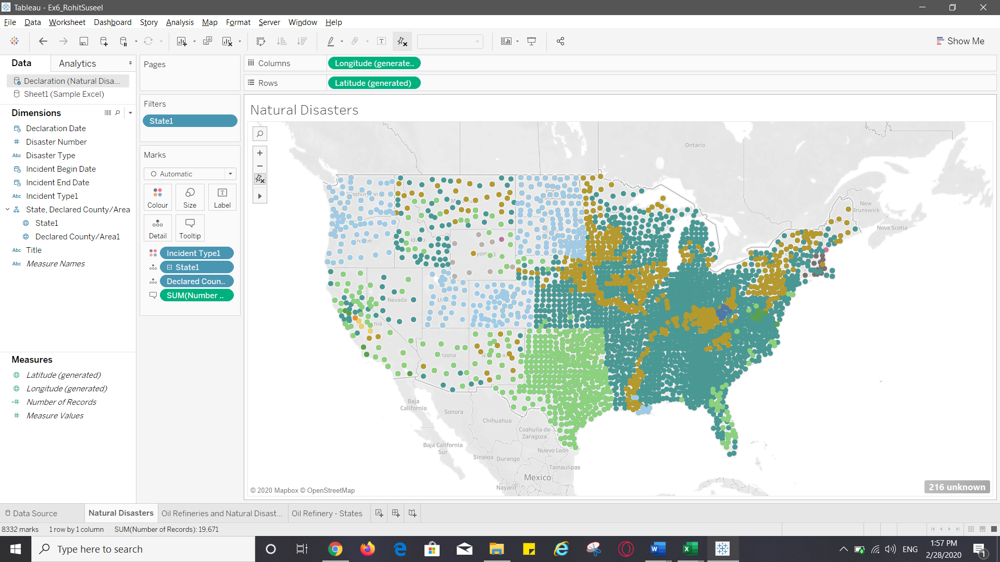 Tableau - Ex6_RohitSuseel
File Data Worksheet Dashboard Story Analysis Map Format Server Window Help
Show Me
Data Analytics
Declaration (Natural Disa...
Sheet1 (Sample Excel)
Dimensions
Declaration Date
Disaster Number
Abc Disaster Type
Incident Begin Date
Incident End Date
Abc Incident Type1
State, Declared County/Area
State1
Declared County/Area1
Abc Title
Abc Measure Names
Measures
Latitude (generated)
Longitude (generated)
Number of Records
Measure Values
Pages
Filters
State1
Marks
Automatic
Colour Size Label
Detail Tooltip
Incident Type1
State1
Declared Coun..
SUM(Number ..
Columns Longitude (generate..
Rows Latitude (generated)
Natural Disasters
Ontario
New
Brunswick
Nova Scotia
Washington
Nevada
Baja
California
Sonora
Chihuahua
Coahuila de
Zaragoza
Baja California
Sur
Nuevo León
Sinaloa
Durango
Tamaulipas
Mexico
Nayarit
© 2020 Mapbox © OpenStreetMap
216 unknown
Data Source Natural Disasters Oil Refineries and Natural Disast... Oil Refinery - States
8332 marks 1 row by 1 column SUM(Number of Records): 19,671
Type here to search
ENG
1:57 PM
2/28/2020
1